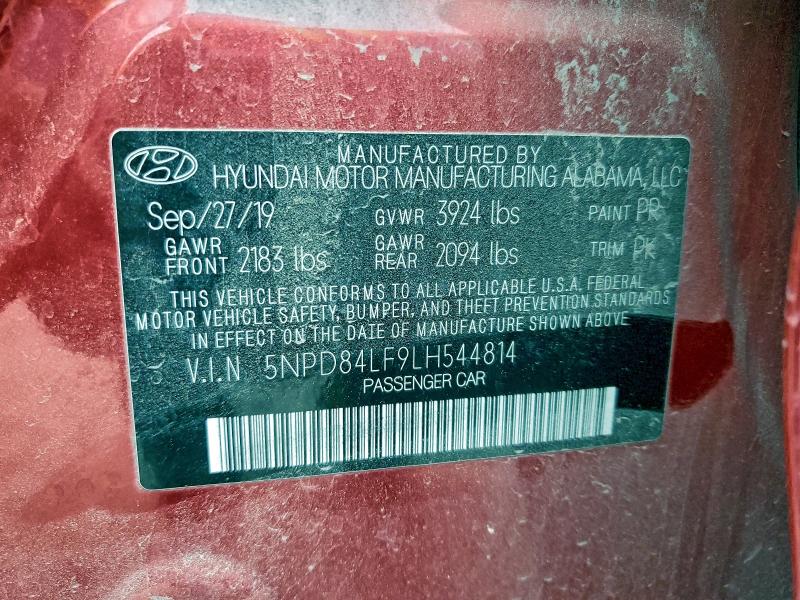 MANUFACTURED BY
HYUNDAI MOTOR MANUFACTURING ALABAMA, LLC
Sep/27/19 GVWR 3924 lbs PAINT PR
GAWR FRONT 2183 lbs GAWR REAR 2094 lbs TRIM PK
THIS VEHICLE CONFORMS TO ALL APPLICABLE U.S.A. FEDERAL
MOTOR VEHICLE SAFETY, BUMPER, AND THEFT PREVENTION STANDARDS
IN EFFECT ON THE DATE OF MANUFACTURE SHOWN ABOVE.
V.I.N 5NPD84LF9LH544814
PASSENGER CAR